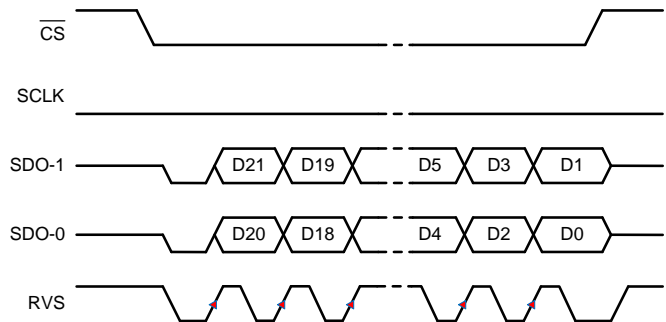 CS
SCLK
SDO-1 D21 D19 D5 D3 D1
SDO-0 D20 D18 D4 D2 D0
RVS